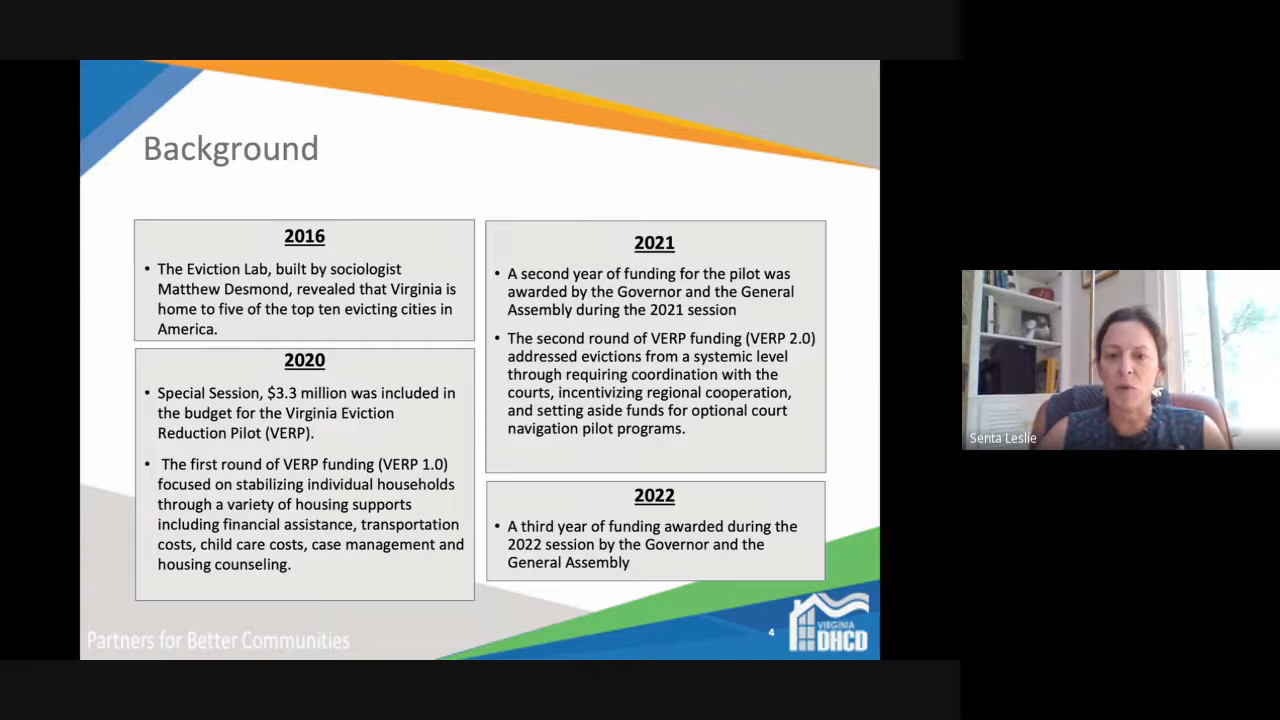 Background
2016
• The Eviction Lab, built by sociologist
Matthew Desmond, revealed that Virginia is
home to five of the top ten evicting cities in
America.
2020
• Special Session, $3.3 million was included in
the budget for the Virginia Eviction
Reduction Pilot (VERP).
• The first round of VERP funding (VERP 1.0)
focused on stabilizing individual households
through a variety of housing supports
including financial assistance, transportation
costs, child care costs, case management and
housing counseling.
2021
• A second year of funding for the pilot was
awarded by the Governor and the General
Assembly during the 2021 session
• The second round of VERP funding (VERP 2.0)
addressed evictions from a systemic level
through requiring coordination with the
courts, incentivizing regional cooperation,
and setting aside funds for optional court
navigation pilot programs.
2022
• A third year of funding awarded during the
2022 session by the Governor and the
General Assembly
Partners for Better Communities
4
VIRGINIA
DHCD
Senta Leslie